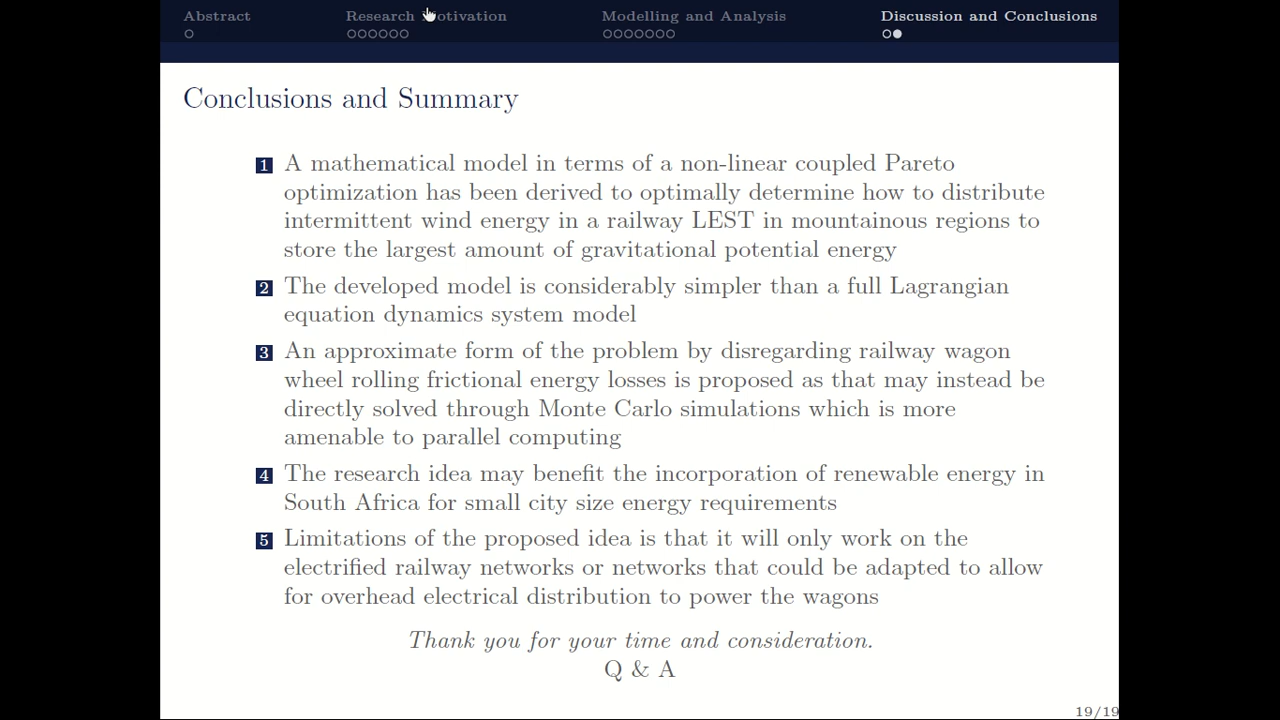 Abstract Research Motivation Modelling and Analysis Discussion and Conclusions
Conclusions and Summary
1 A mathematical model in terms of a non-linear coupled Pareto
optimization has been derived to optimally determine how to distribute
intermittent wind energy in a railway LEST in mountainous regions to
store the largest amount of gravitational potential energy
2 The developed model is considerably simpler than a full Lagrangian
equation dynamics system model
3 An approximate form of the problem by disregarding railway wagon
wheel rolling frictional energy losses is proposed as that may instead be
directly solved through Monte Carlo simulations which is more
amenable to parallel computing
4 The research idea may benefit the incorporation of renewable energy in
South Africa for small city size energy requirements
5 Limitations of the proposed idea is that it will only work on the
electrified railway networks or networks that could be adapted to allow
for overhead electrical distribution to power the wagons
Thank you for your time and consideration.
Q & A
19/19